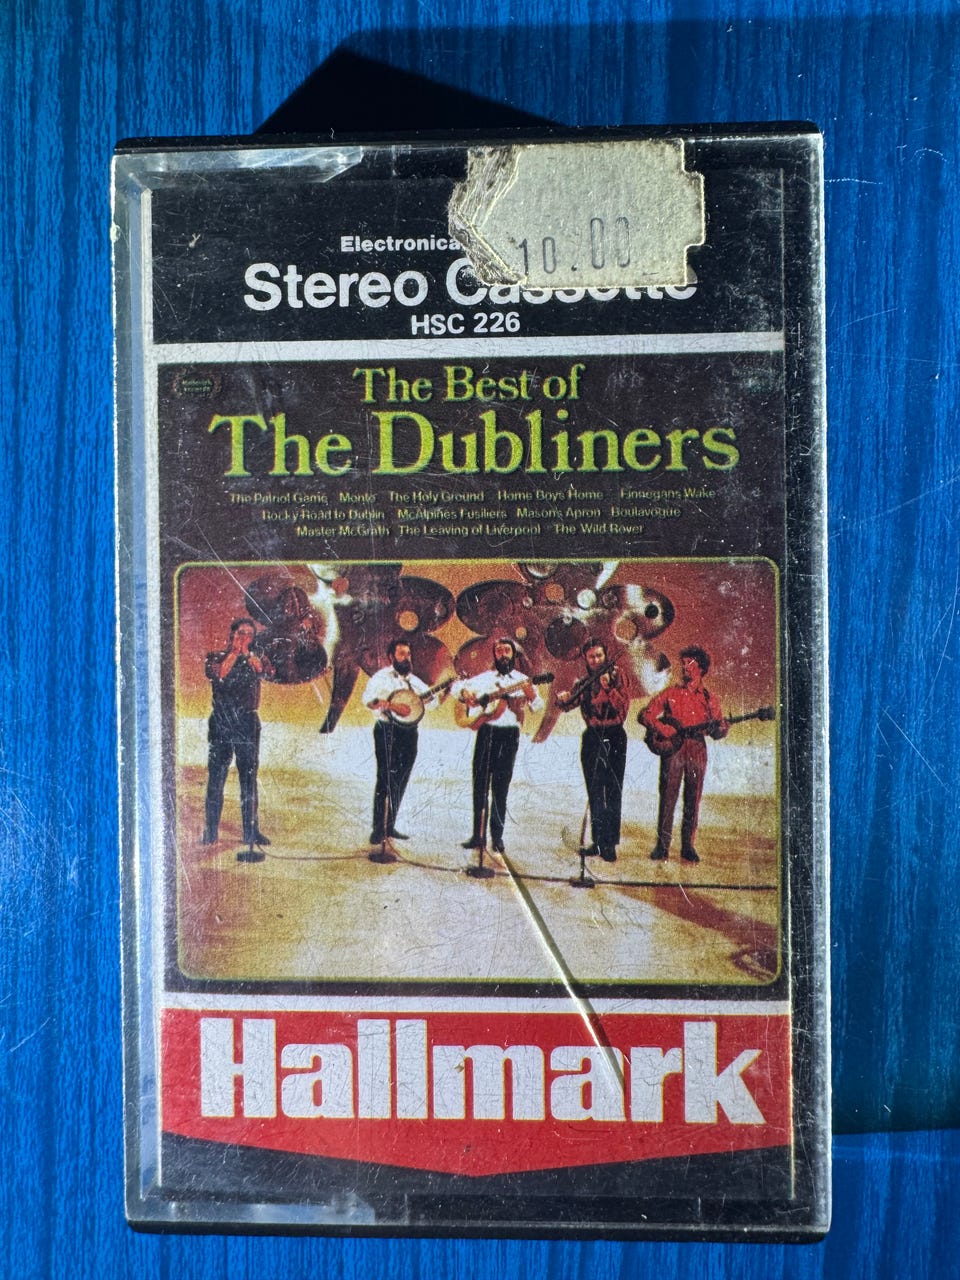 10.00
Electronica
Stereo Cassette
HSC 226
The Best of
The Dubliners
The Patriot Game Monto The Holy Ground Home Boys Home Finnegans Wake
Rocky Road to Dublin McAlpines Fusiliers Masons Apron Boulavogue
Master McGrath The Leaving of Liverpool The Wild Rover
Hallmark